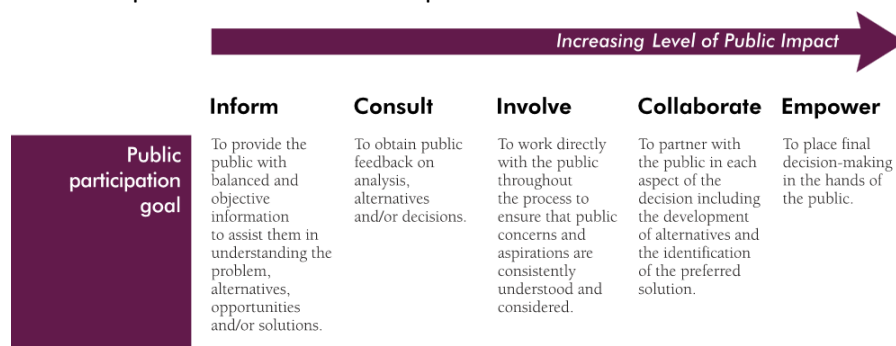 Increasing Level of Public Impact
Inform
Consult
Involve
Collaborate
Empower
Public
participation
goal
To provide the
public with
balanced and
objective
information
to assist them in
understanding the
problem,
alternatives,
opportunities
and/or solutions.
To obtain public
feedback on
analysis,
alternatives
and/or decisions.
To work directly
with the public
throughout
the process to
ensure that public
concerns and
aspirations are
consistently
understood and
considered.
To partner with
the public in each
aspect of the
decision including
the development
of alternatives and
the identification
of the preferred
solution.
To place final
decision-making
in the hands of
the public.